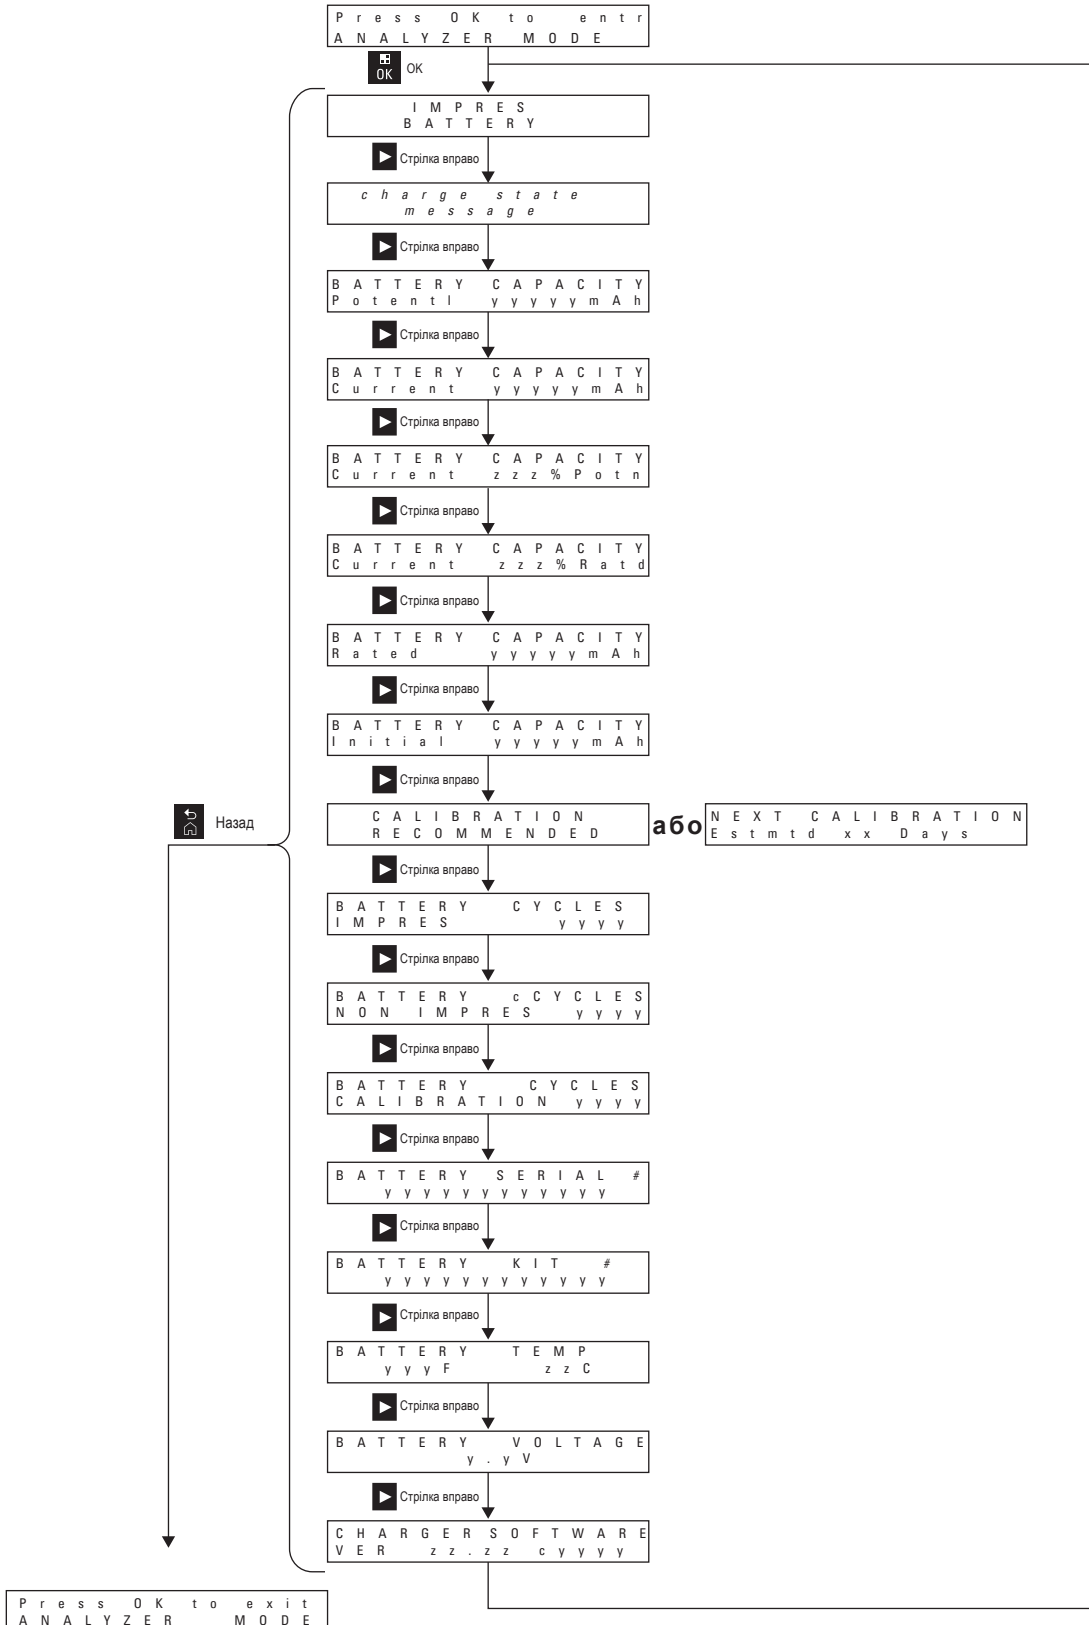 Press OK to entr
ANALYZER MODE
OK OK
IMPRES
BATTERY
Стрілка вправо
charge state
message
Стрілка вправо
BATTERY CAPACITY
Potentl yyyyymAh
Стрілка вправо
BATTERY CAPACITY
Current yyyyymAh
Стрілка вправо
BATTERY CAPACITY
Current zzz%Potn
Стрілка вправо
BATTERY CAPACITY
Current zzz%Ratd
Стрілка вправо
BATTERY CAPACITY
Rated yyyyymAh
Стрілка вправо
BATTERY CAPACITY
Initial yyyyymAh
Стрілка вправо
Назад
CALIBRATION
RECOMMENDED
або
NEXT CALIBRATION
Estmtd xx Days
Стрілка вправо
BATTERY CYCLES
IMPRES yyyy
Стрілка вправо
BATTERY cCYCLES
NON IMPRES yyyy
Стрілка вправо
BATTERY CYCLES
CALIBRATION yyyy
Стрілка вправо
BATTERY SERIAL #
yyyyyyyyyyyy
Стрілка вправо
BATTERY KIT #
yyyyyyyyyyyy
Стрілка вправо
BATTERY TEMP
yyyF zzC
Стрілка вправо
BATTERY VOLTAGE
y.yV
Стрілка вправо
CHARGER SOFTWARE
VER zz.zz cyyyy
Press OK to exit
ANALYZER MODE